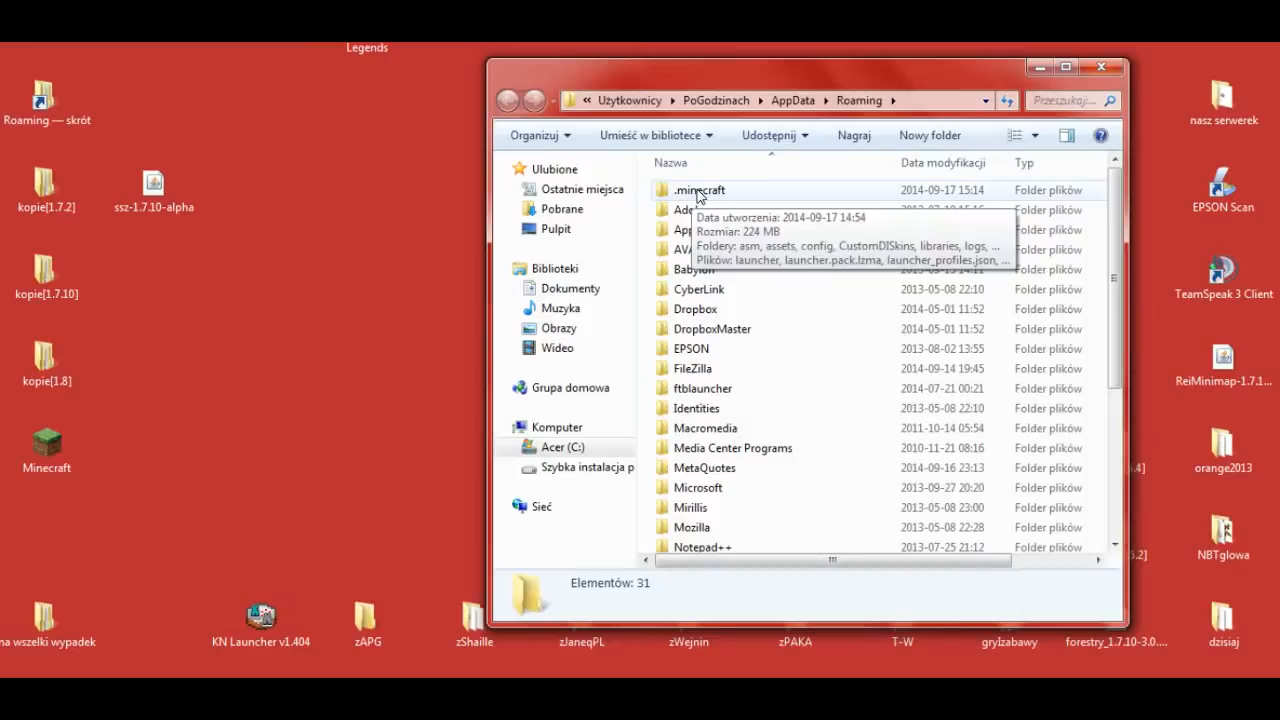 Legends
Roaming — skrót
kopie[1.7.2]
ssz-1.7.10-alpha
kopie[1.7.10]
kopie[1.8]
Minecraft
na wszelki wypadek
KN Launcher v1.404
zAPG
zShaille
zJaneqPL
zWejnin
zPAKA
T-W
gryIzabawy
forestry_1.7.10-3.0....
dzisiaj
nasz serwerek
EPSON Scan
TeamSpeak 3 Client
ReiMinimap-1.7.1...
orange2013
NBTglowa
.4]
.2]
« Użytkownicy PoGodzinach AppData Roaming
Przeszukaj...
Organizuj Umieść w bibliotece Udostępnij Nagraj Nowy folder
Ulubione
Ostatnie miejsca
Pobrane
Pulpit
Biblioteki
Dokumenty
Muzyka
Obrazy
Wideo
Grupa domowa
Komputer
Acer (C:)
Szybka instalacja p
Sieć
Nazwa Data modyfikacji Typ
.minecraft 2014-09-17 15:14 Folder plików
Data utworzenia: 2014-09-17 14:54
Rozmiar: 224 MB
Foldery: asm, assets, config, CustomDISkins, libraries, logs, ...
Plików: launcher, launcher.pack.lzma, launcher_profiles.json, ...
Babylon Folder plików
CyberLink 2013-05-08 22:10 Folder plików
Dropbox 2014-05-01 11:52 Folder plików
DropboxMaster 2014-05-01 11:52 Folder plików
EPSON 2013-08-02 13:55 Folder plików
FileZilla 2014-09-14 19:45 Folder plików
ftblauncher 2014-07-21 00:21 Folder plików
Identities 2013-05-08 22:10 Folder plików
Macromedia 2011-10-14 05:54 Folder plików
Media Center Programs 2010-11-21 08:16 Folder plików
MetaQuotes 2014-09-16 23:13 Folder plików
Microsoft 2013-09-27 20:20 Folder plików
Mirillis 2013-05-08 23:00 Folder plików
Mozilla 2013-05-08 22:28 Folder plików
Notepad++ 2013-07-25 21:12 Folder plików
Elementów: 31